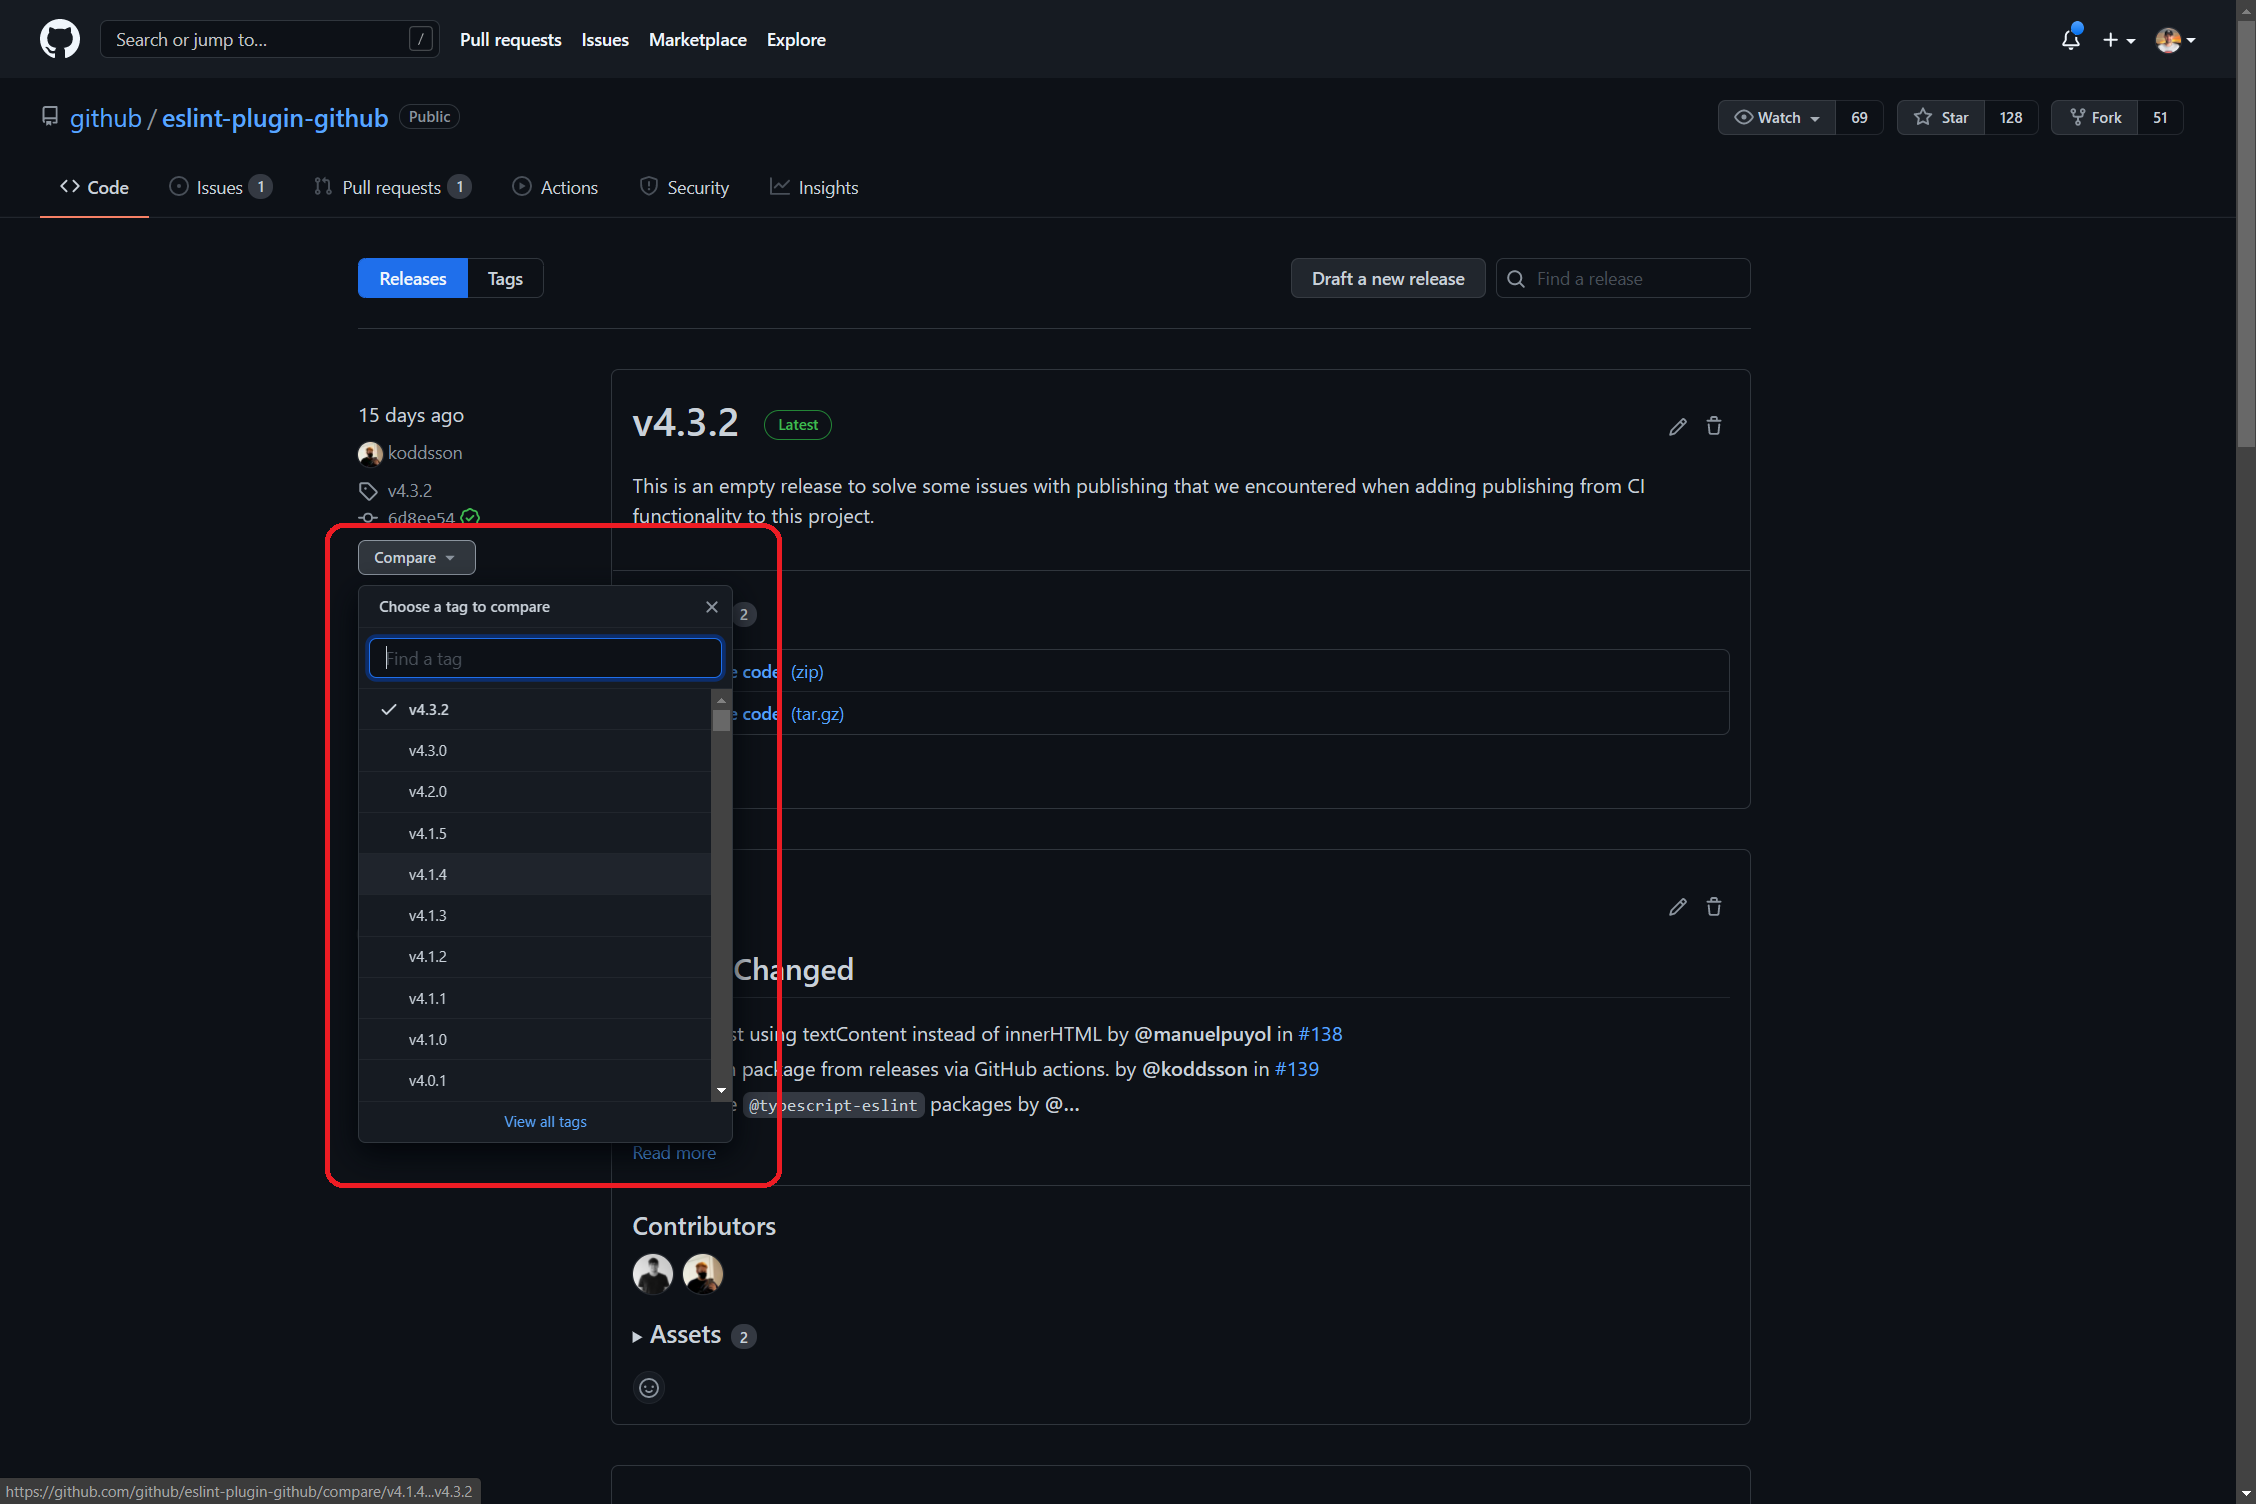 Search or jump to... /
Pull requests Issues Marketplace Explore
github / eslint-plugin-github Public
Watch 69 Star 128 Fork 51
Code Issues 1 Pull requests 1 Actions Security Insights
Releases Tags
Draft a new release Find a release
15 days ago
koddsson
v4.3.2
6d8ee54
Compare
Choose a tag to compare
Find a tag
v4.3.2
v4.3.0
v4.2.0
v4.1.5
v4.1.4
v4.1.3
v4.1.2
v4.1.1
v4.1.0
v4.0.1
View all tags
v4.3.2 Latest
This is an empty release to solve some issues with publishing that we encountered when adding publishing from CI
functionality to this project.
2
e code (zip)
e code (tar.gz)
Changed
st using textContent instead of innerHTML by @manuelpuyol in #138
package from releases via GitHub actions. by @koddsson in #139
e @typescript-eslint packages by @...
Read more
Contributors
Assets 2
https://github.com/github/eslint-plugin-github/compare/v4.1.4...v4.3.2